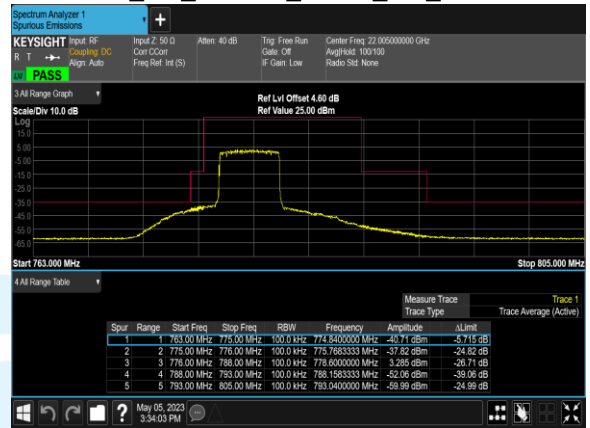 Spectrum Analyzer 1
Spurious Emissions
KEYSIGHT Input: RF Input Z: 50 Ω Atten: 40 dB Trig: Free Run Center Freq: 22.005000000 GHz
R T Coupling: DC Corr CCorr Gate: Off Avg|Hold: 100/100
Align: Auto Freq Ref: Int (S) IF Gain: Low Radio Std: None
PASS
3 All Range Graph
Ref Lvl Offset 4.60 dB
Scale/Div 10.0 dB Ref Value 25.00 dBm
Log
15.0
5.00
-5.00
-15.0
-25.0
-35.0
-45.0
-55.0
-65.0
Start 763.000 MHz Stop 805.000 MHz
4 All Range Table
Measure Trace Trace 1
Trace Type Trace Average (Active)
Spur Range Start Freq Stop Freq RBW Frequency Amplitude ΔLimit
1 1 763.00 MHz 775.00 MHz 100.0 kHz 774.8400000 MHz -40.71 dBm -5.715 dB
2 2 775.00 MHz 776.00 MHz 100.0 kHz 775.7683333 MHz -37.82 dBm -24.82 dB
3 3 776.00 MHz 788.00 MHz 100.0 kHz 778.6000000 MHz 3.285 dBm -26.71 dB
4 4 788.00 MHz 793.00 MHz 100.0 kHz 788.1583333 MHz -52.06 dBm -39.06 dB
5 5 793.00 MHz 805.00 MHz 100.0 kHz 793.0400000 MHz -59.99 dBm -24.99 dB
May 05, 2023
3:34:03 PM